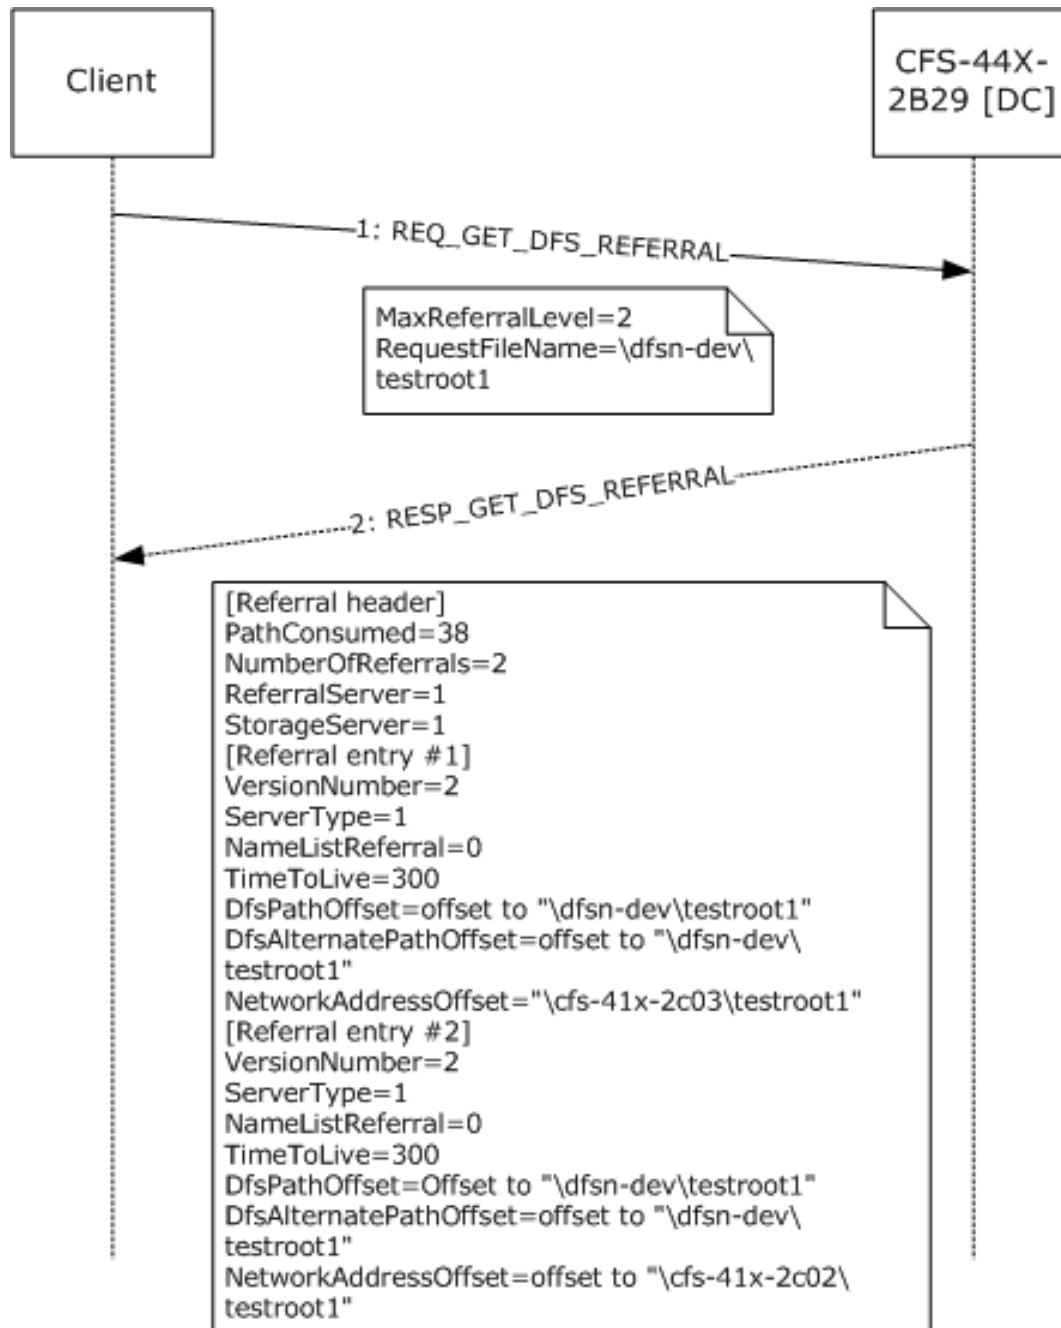 Client
CFS-44X-
2B29 [DC]
1: REQ_GET_DFS_REFERRAL
MaxReferralLevel=2
RequestFileName=\dfsn-dev\
testroot1
2: RESP_GET_DFS_REFERRAL
[Referral header]
PathConsumed=38
NumberOfReferrals=2
ReferralServer=1
StorageServer=1
[Referral entry #1]
VersionNumber=2
ServerType=1
NameListReferral=0
TimeToLive=300
DfsPathOffset=offset to "\dfsn-dev\testroot1"
DfsAlternatePathOffset=offset to "\dfsn-dev\
testroot1"
NetworkAddressOffset="\cfs-41x-2c03\testroot1"
[Referral entry #2]
VersionNumber=2
ServerType=1
NameListReferral=0
TimeToLive=300
DfsPathOffset=Offset to "\dfsn-dev\testroot1"
DfsAlternatePathOffset=offset to "\dfsn-dev\
testroot1"
NetworkAddressOffset=offset to "\cfs-41x-2c02\
testroot1"